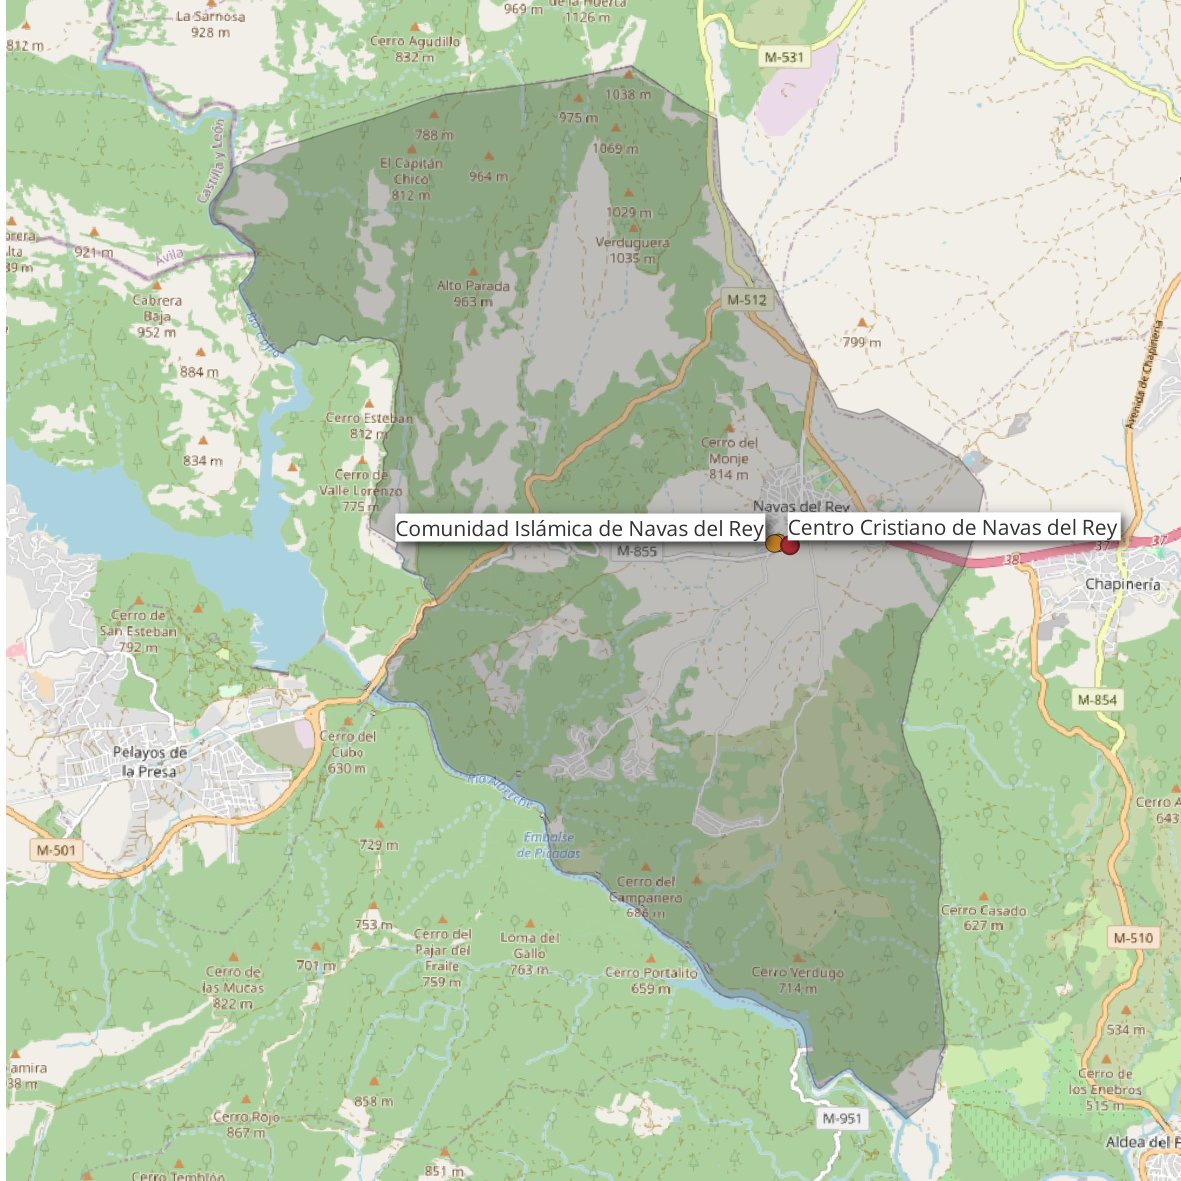 La Sarnosa
928 m
812 m
Cerro Agudillo
832 m
969 m
de la Huerta
1126 m
M-531
1038 m
975 m
788 m
1069 m
Castilla y León
El Capitán
Chico
812 m
964 m
1029 m
Verduguera
1035 m
921 m
Ávila
Alto Parada
963 m
M-512
Cabrera
Baja
952 m
799 m
884 m
Avenida de Chapinería
Cerro Esteban
812 m
834 m
Cerro del
Monje
814 m
Cerro de
Valle Lorenzo
775 m
Navas del Rey
Comunidad Islámica de Navas del Rey
Centro Cristiano de Navas del Rey
M-855
38
37
37
Chapinería
Cerro de
San Esteban
792 m
M-854
Pelayos de
la Presa
Cerro del
Cubo
630 m
M-501
729 m
Embalse
de Picadas
Cerro del
Campanero
686 m
Cerro Casado
627 m
643
753 m
Cerro del
Pajar del
Fraile
759 m
Loma del
Gallo
763 m
M-510
701 m
Cerro de
las Mucas
822 m
Cerro Portalito
659 m
Cerro Verdugo
714 m
534 m
amira
38 m
Cerro de
los Enebros
515 m
858 m
Cerro Rojo
867 m
M-951
Aldea del F
851 m
Cerro Temblón